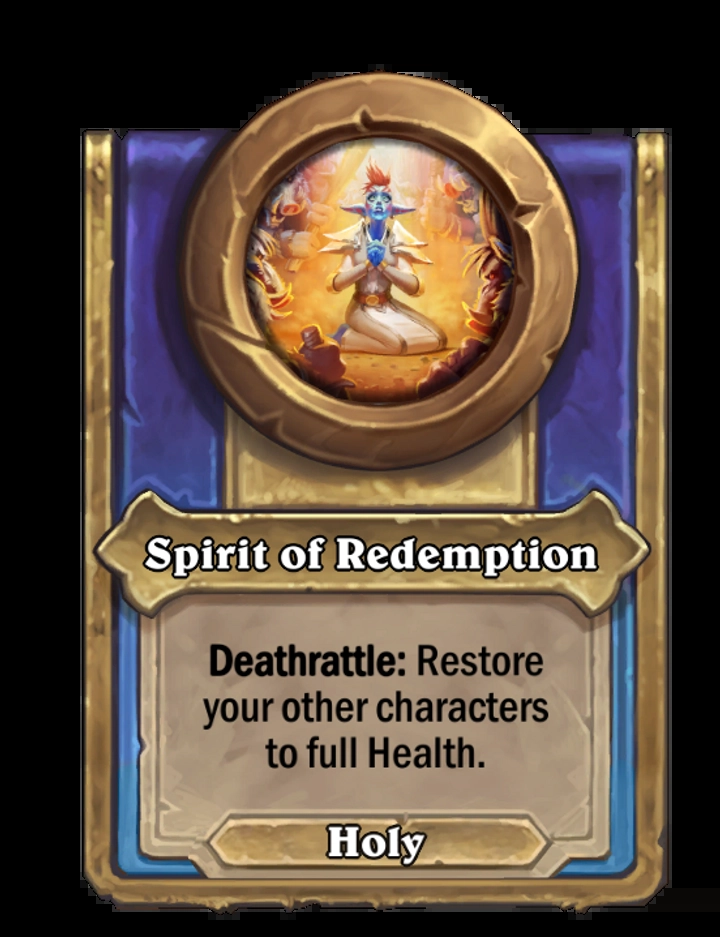 Spirit of Redemption
Deathrattle: Restore
your other characters
to full Health.
Holy